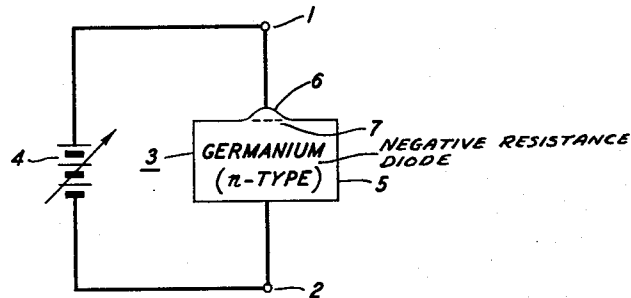 1
6
7
4
3
GERMANIUM
(n-TYPE)
NEGATIVE RESISTANCE
DIODE
5
2